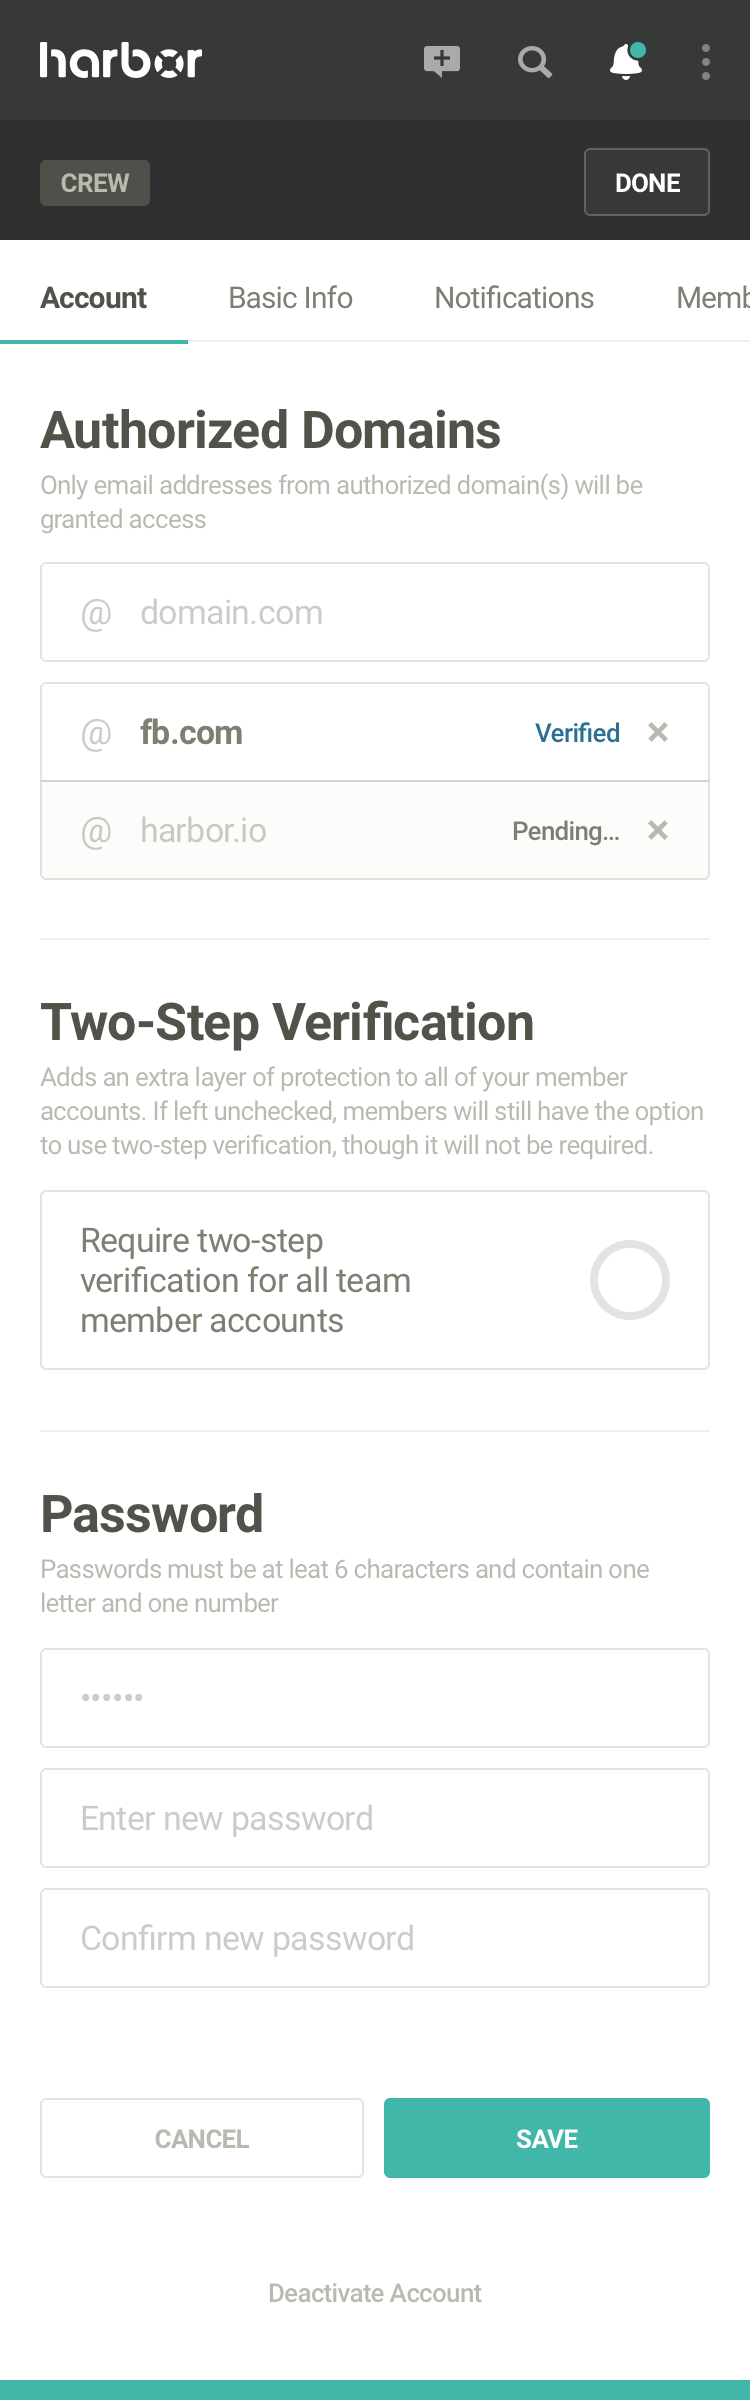 harbor
CREW
DONE
Account Basic Info Notifications Memb
Authorized Domains
Only email addresses from authorized domain(s) will be
granted access
@ domain.com
@ fb.com Verified ×
@ harbor.io Pending... ×
Two-Step Verification
Adds an extra layer of protection to all of your member
accounts. If left unchecked, members will still have the option
to use two-step verification, though it will not be required.
Require two-step
verification for all team
member accounts
Password
Passwords must be at leat 6 characters and contain one
letter and one number
••••••
Enter new password
Confirm new password
CANCEL SAVE
Deactivate Account